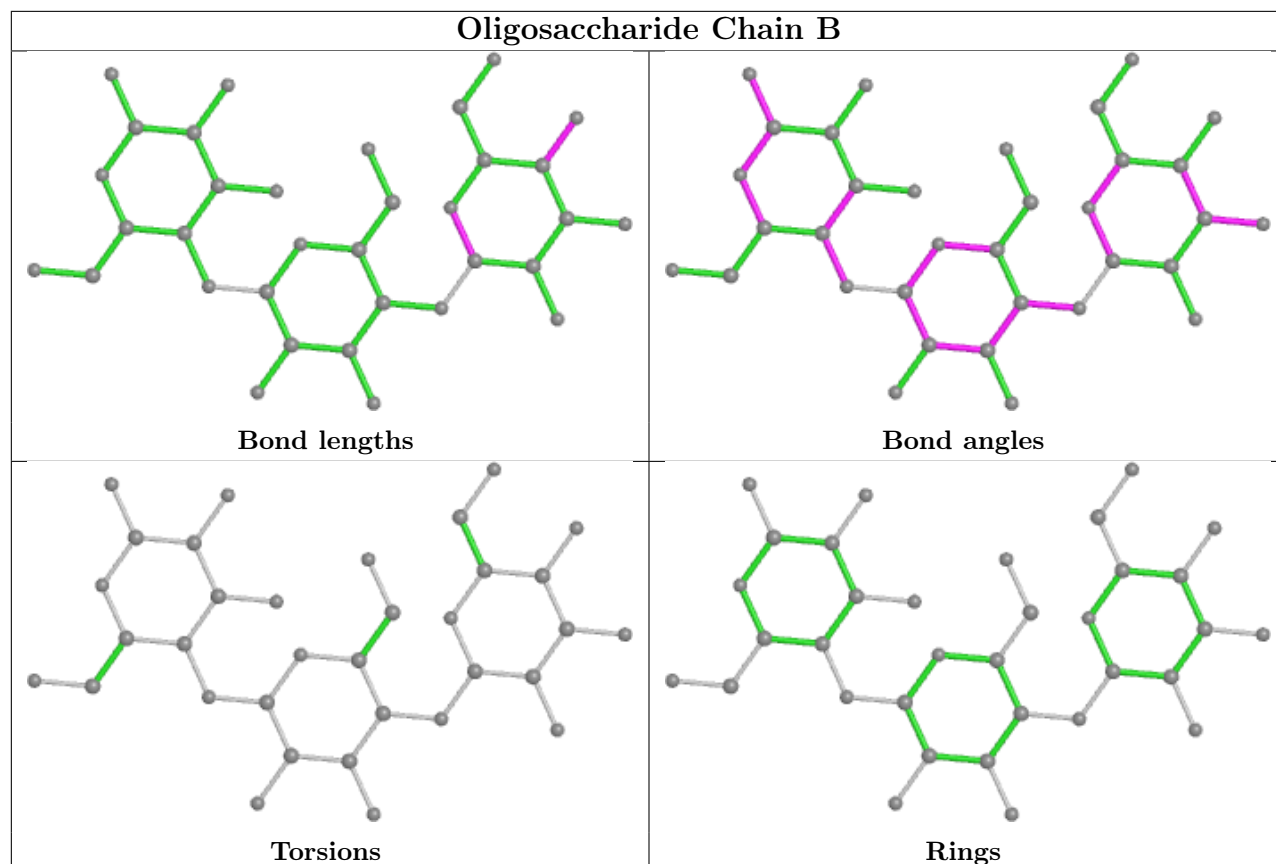 Oligosaccharide Chain B
Bond lengths
Bond angles
Torsions
Rings